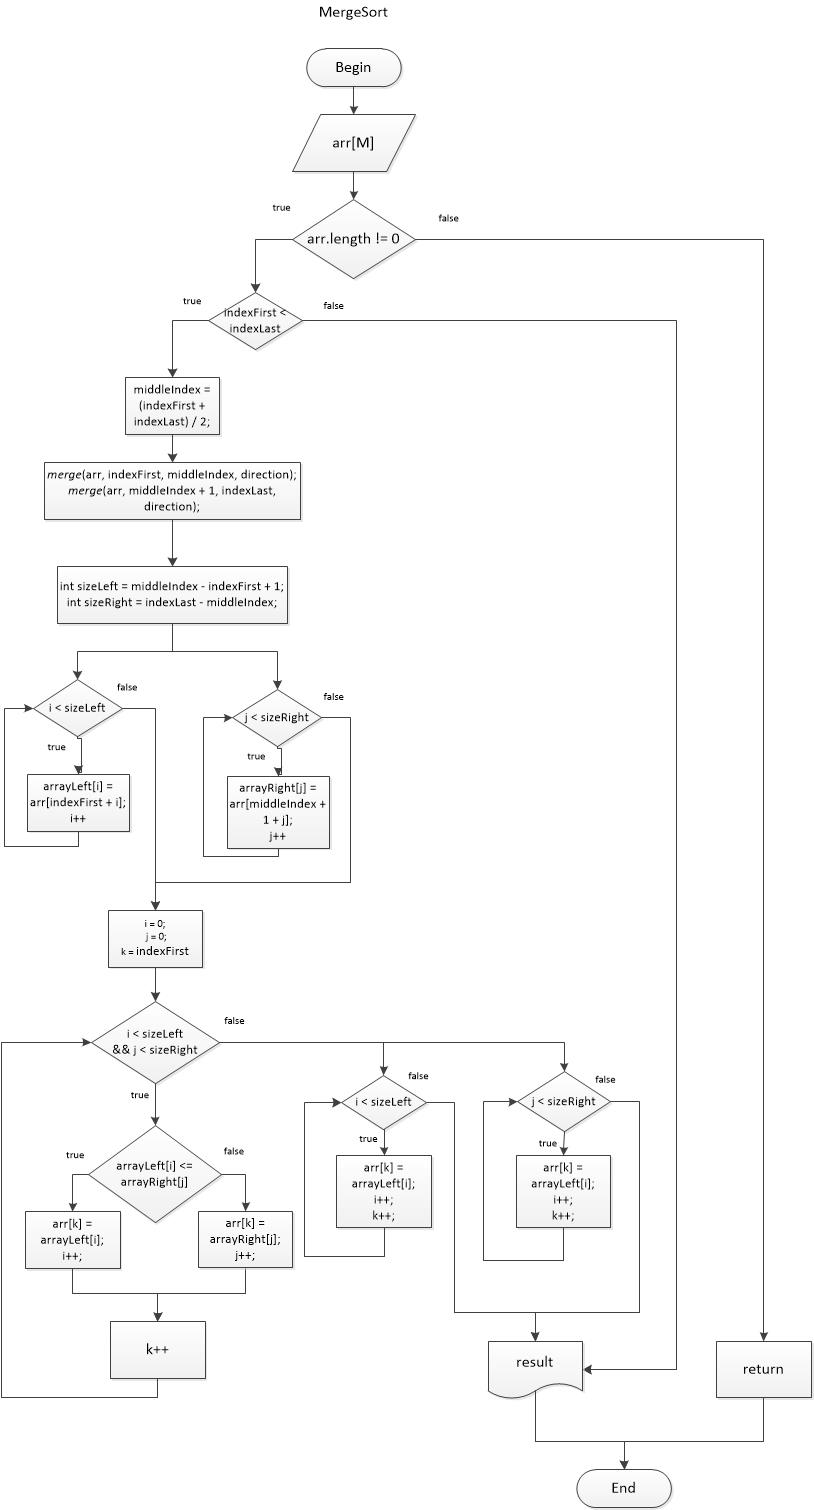 MergeSort
Begin
arr[M]
true
false
arr.length != 0
true
false
indexFirst <
indexLast
middleIndex =
(indexFirst +
indexLast) / 2;
merge(arr, indexFirst, middleIndex, direction);
merge(arr, middleIndex + 1, indexLast,
direction);
int sizeLeft = middleIndex - indexFirst + 1;
int sizeRight = indexLast - middleIndex;
false
i < sizeLeft
true
arrayLeft[i] =
arr[indexFirst + i];
i++
false
j < sizeRight
true
arrayRight[j] =
arr[middleIndex +
1 + j];
j++
i = 0;
j = 0;
k = indexFirst
false
i < sizeLeft
&& j < sizeRight
true
true
false
arrayLeft[i] <=
arrayRight[j]
arr[k] =
arrayLeft[i];
i++;
arr[k] =
arrayRight[j];
j++;
k++
false
i < sizeLeft
true
arr[k] =
arrayLeft[i];
i++;
k++;
false
j < sizeRight
true
arr[k] =
arrayLeft[i];
i++;
k++;
result
return
End